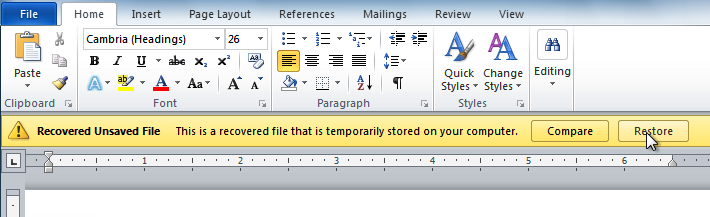 File Home Insert Page Layout References Mailings Review View
Cambria (Headings) 26
Paste
B I U abc x₂ x² 
A ab A Aa A A
A Z ¶
Quick Styles
Change Styles
Editing
Clipboard Font Paragraph Styles
Recovered Unsaved File This is a recovered file that is temporarily stored on your computer. Compare Restore
L 1 2 3 4 5 6